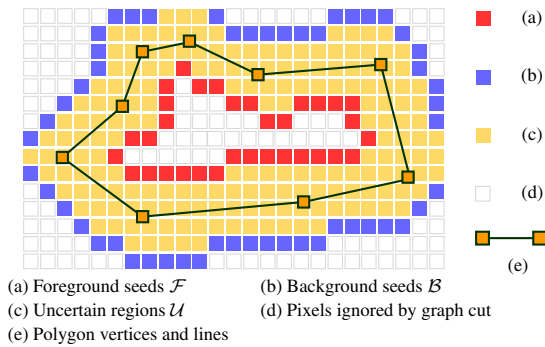 (a)
(b)
(c)
(d)
(e)
(a) Foreground seeds ℱ (b) Background seeds ℬ
(c) Uncertain regions 𝒰 (d) Pixels ignored by graph cut
(e) Polygon vertices and lines